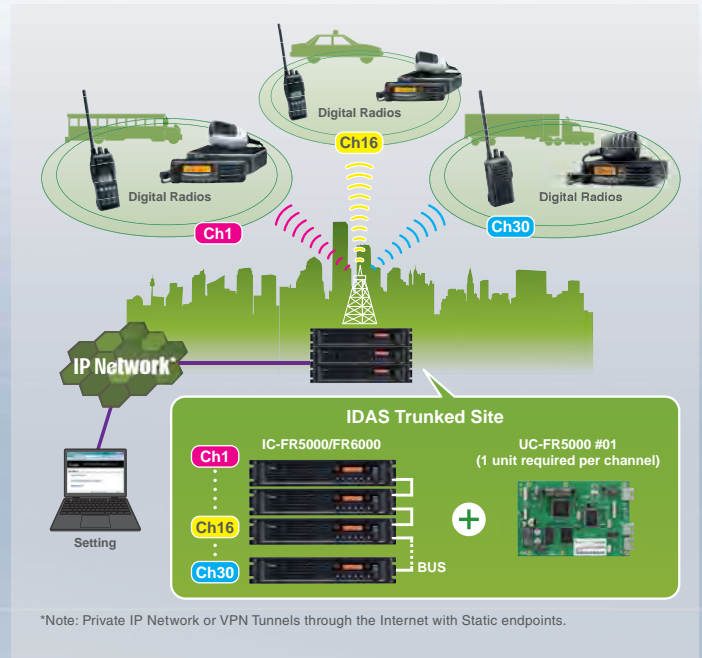 Digital Radios
Ch16
Digital Radios
Ch1
Digital Radios
Ch30
IP Network*
Setting
IDAS Trunked Site
IC-FR5000/FR6000
UC-FR5000 #01
(1 unit required per channel)
Ch1
Ch16
Ch30
BUS
*Note: Private IP Network or VPN Tunnels through the Internet with Static endpoints.